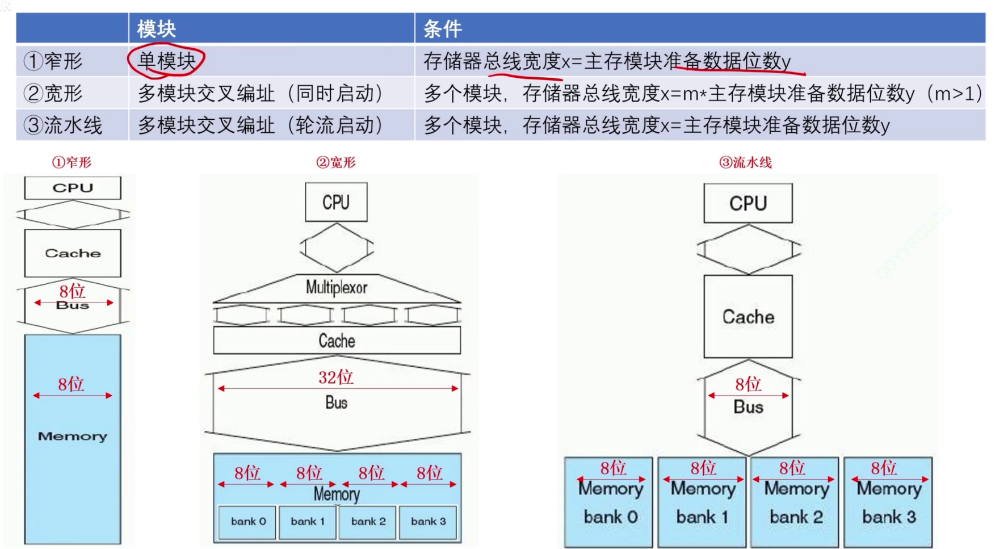 模块 条件
①窄形 单模块 存储器总线宽度x=主存模块准备数据位数y
②宽形 多模块交叉编址（同时启动） 多个模块，存储器总线宽度x=m*主存模块准备数据位数y（m>1）
③流水线 多模块交叉编址（轮流启动） 多个模块，存储器总线宽度x=主存模块准备数据位数y
①窄形
CPU
Cache
8位
Bus
8位
Memory
②宽形
CPU
Multiplexor
Cache
32位
Bus
8位 8位 8位 8位
Memory
bank 0 bank 1 bank 2 bank 3
③流水线
CPU
Cache
8位
Bus
8位 8位 8位 8位
Memory Memory Memory Memory
bank 0 bank 1 bank 2 bank 3